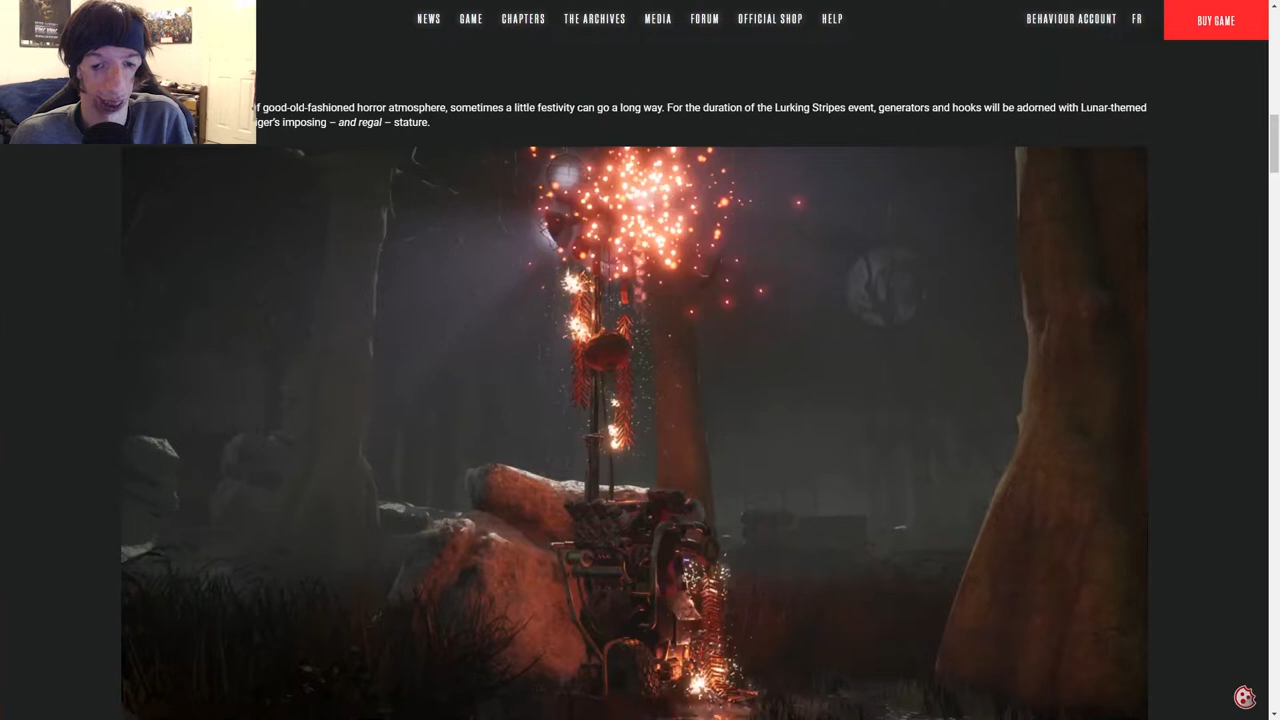 NEWS GAME CHAPTERS THE ARCHIVES MEDIA FORUM OFFICIAL SHOP HELP BEHAVIOUR ACCOUNT FR BUY GAME
good-old-fashioned horror atmosphere, sometimes a little festivity can go a long way. For the duration of the Lurking Stripes event, generators and hooks will be adorned with Lunar-themed
imposing – and regal – stature.